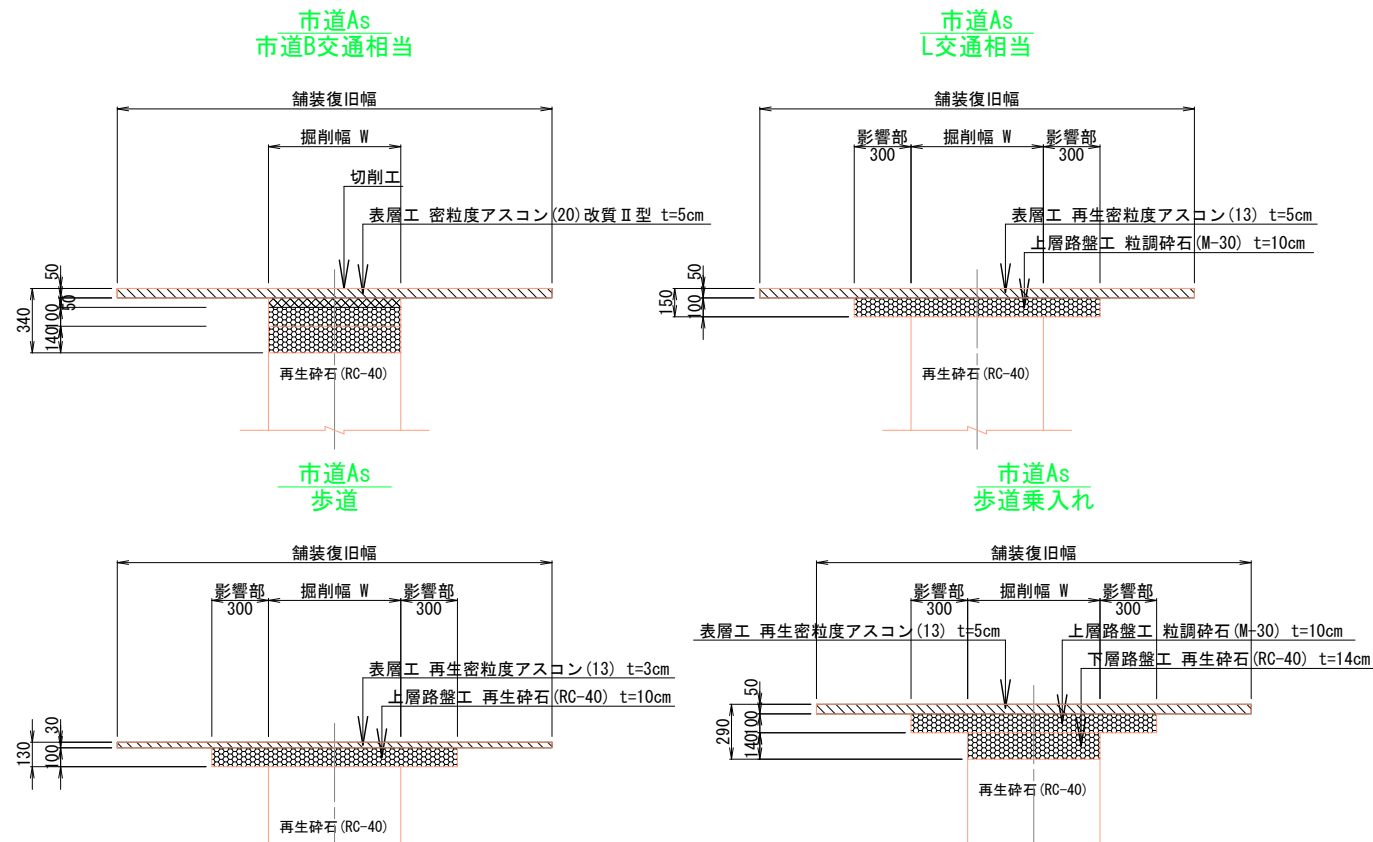 市道As
市道B交通相当
舗装復旧幅
掘削幅 W
切削工
表層工 密粒度アスコン(20)改質Ⅱ型 t=5cm
50
50
100
140
340
再生砕石(RC-40)
市道As
L交通相当
舗装復旧幅
影響部
300
掘削幅 W
影響部
300
表層工 再生密粒度アスコン(13) t=5cm
上層路盤工 粒調砕石(M-30) t=10cm
50
100
150
再生砕石(RC-40)
市道As
歩道
舗装復旧幅
影響部
300
掘削幅 W
影響部
300
表層工 再生密粒度アスコン(13) t=3cm
上層路盤工 再生砕石(RC-40) t=10cm
30
100
130
再生砕石(RC-40)
市道As
歩道乗入れ
舗装復旧幅
影響部
300
掘削幅 W
影響部
300
表層工 再生密粒度アスコン(13) t=5cm
上層路盤工 粒調砕石(M-30) t=10cm
下層路盤工 再生砕石(RC-40) t=14cm
50
100
140
290
再生砕石(RC-40)